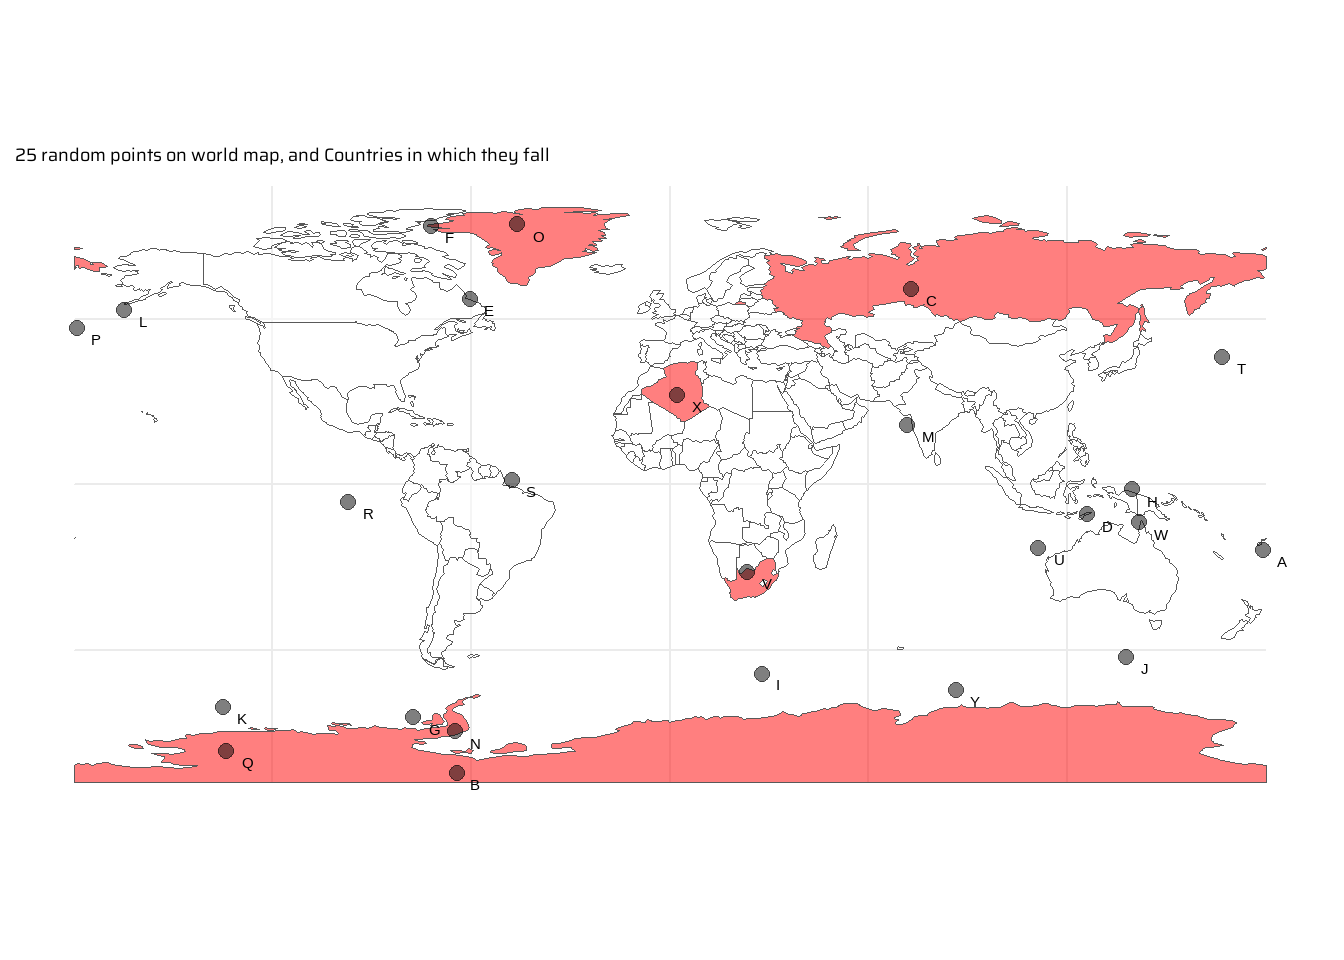 25 random points on world map, and Countries in which they fall
F
O
C
E
L
P
T
X
M
S
H
R
D
W
U
A
V
J
I
Y
K
G
N
Q
B